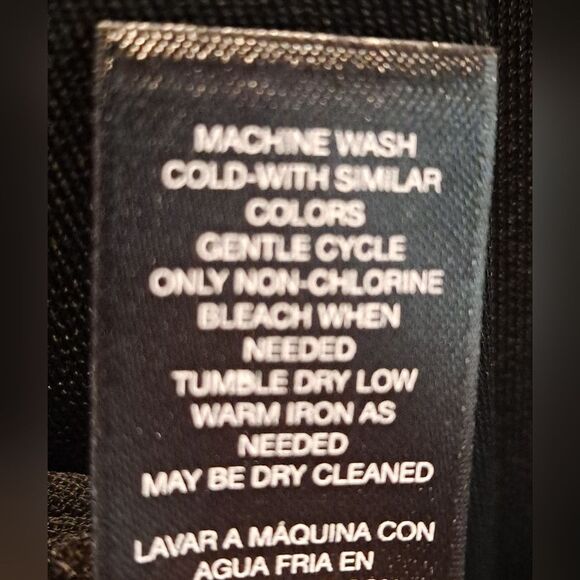 MACHINE WASH
COLD-WITH SIMILAR
COLORS
GENTLE CYCLE
ONLY NON-CHLORINE
BLEACH WHEN
NEEDED
TUMBLE DRY LOW
WARM IRON AS
NEEDED
MAY BE DRY CLEANED
LAVAR A MÁQUINA CON
AGUA FRIA EN